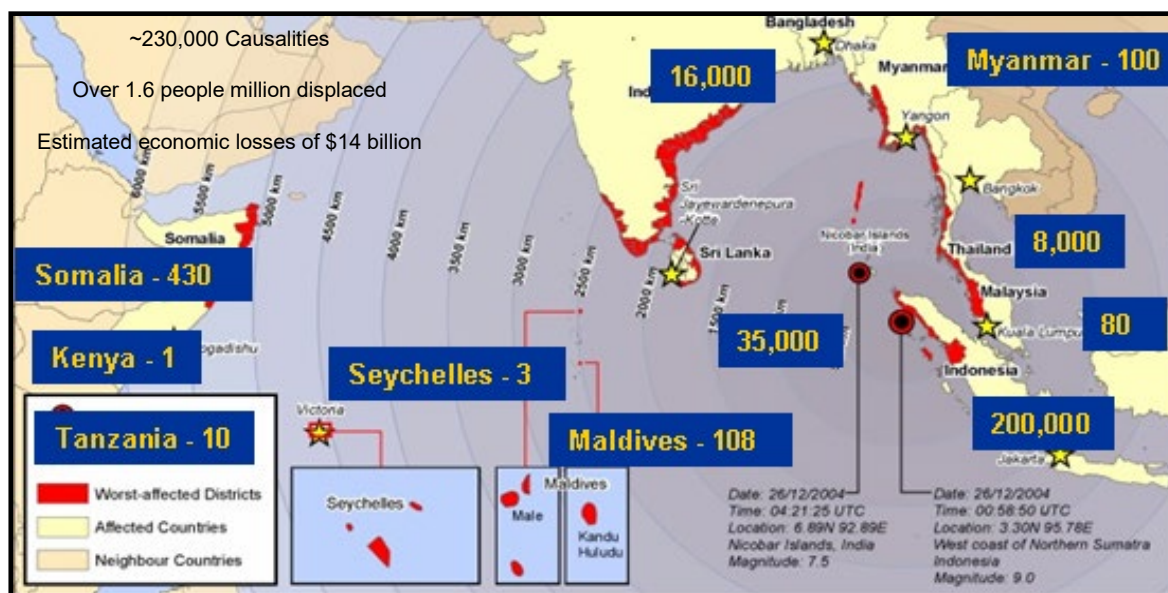 ~230,000 Causalities
Over 1.6 people million displaced
Estimated economic losses of $14 billion
Bangladesh
Dhaka
16,000
Myanmar
Myanmar - 100
Yangon
Bangkok
6000 km
5500 km
5000 km
4500 km
4000 km
3500 km
3000 km
2500 km
2000 km
1500 km
Sri
Jayewardenepura
-Kotte
Sri Lanka
Nicobar Islands
(India)
Thailand
8,000
Somalia
Somalia - 430
Malaysia
80
35,000
Kuala Lumpu
Indonesia
Kenya - 1
ogadishu
Seychelles - 3
Victoria
Tanzania - 10
Maldives - 108
200,000
Jakarta
Worst-affected Districts
Affected Countries
Neighbour Countries
Seychelles
Maldives
Male
Kandu
Huludu
Date: 26/12/2004
Time: 04:21:25 UTC
Location: 6.89N 92.89E
Nicobar Islands, India
Magnitude: 7.5
Date: 26/12/2004
Time: 00:58:50 UTC
Location: 3.30N 95.78E
West coast of Northern Sumatra
Indonesia
Magnitude: 9.0